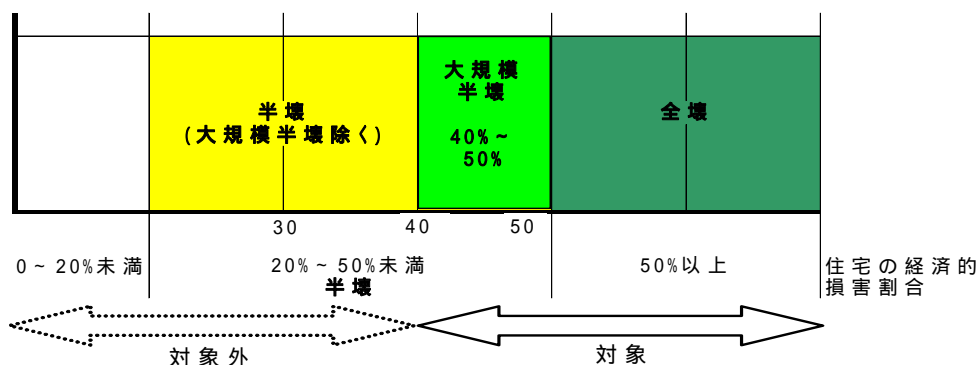 半壊
(大規模半壊除く)
大規模
半壊
40%~
50%
全壊
30
40
50
0~20%未満
20%~50%未満
半壊
50%以上
住宅の経済的
損害割合
対象外
対象